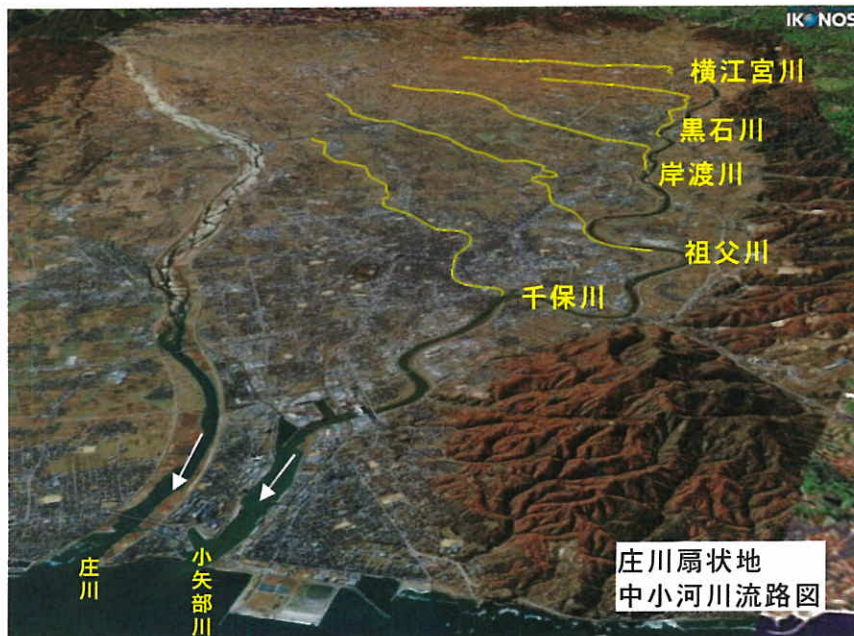 IKONOS
横江宮川
黒石川
岸渡川
祖父川
千保川
庄川
小矢部川
庄川扇状地
中小河川流路図